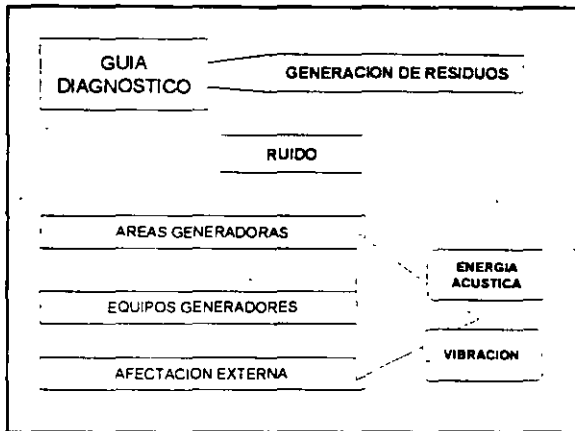 GUIA
DIAGNOSTICO
GENERACION DE RESIDUOS
RUIDO
AREAS GENERADORAS
ENERGIA
ACUSTICA
EQUIPOS GENERADORES
VIBRACION
AFECTACION EXTERNA